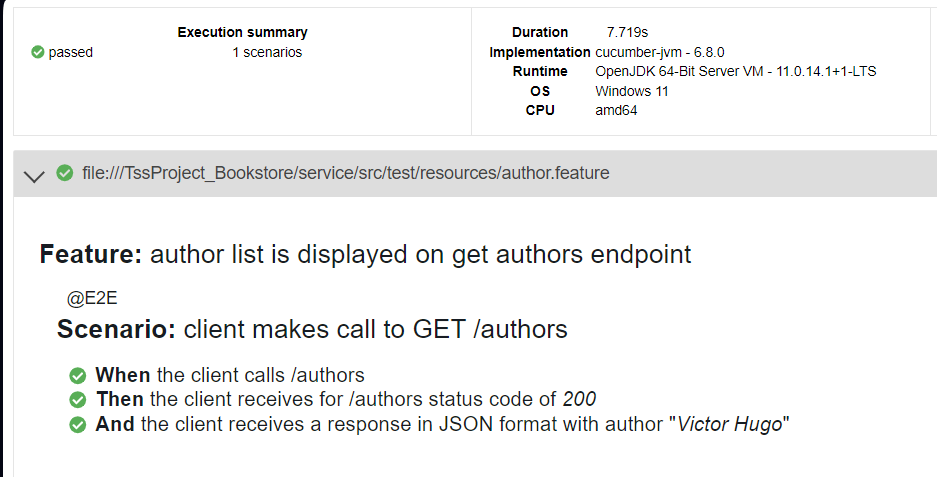 Execution summary
passed
1 scenarios
Duration 7.719s
Implementation cucumber-jvm - 6.8.0
Runtime OpenJDK 64-Bit Server VM - 11.0.14.1+1-LTS
OS Windows 11
CPU amd64
file:///TssProject_Bookstore/service/src/test/resources/author.feature
Feature: author list is displayed on get authors endpoint
@E2E
Scenario: client makes call to GET /authors
When the client calls /authors
Then the client receives for /authors status code of 200
And the client receives a response in JSON format with author "Victor Hugo"